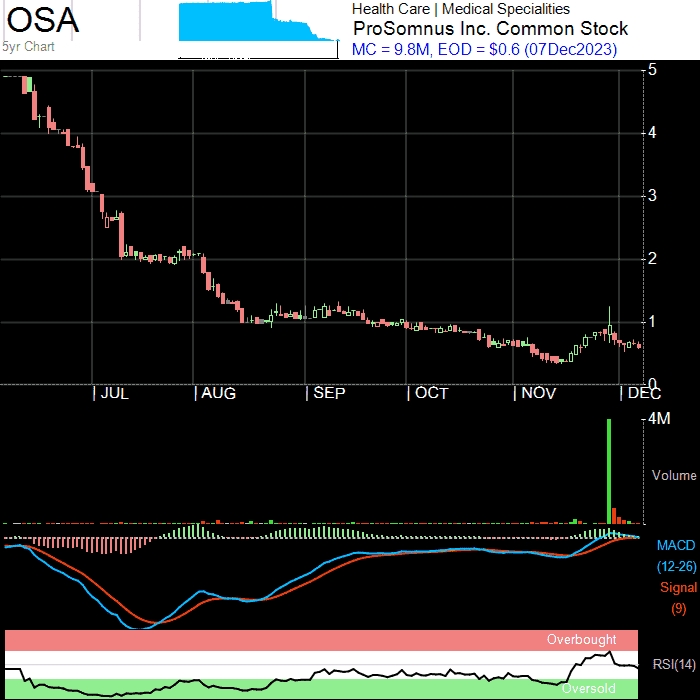 OSA
5yr Chart
Health Care | Medical Specialities
ProSomnus Inc. Common Stock
MC = 9.8M, EOD = $0.6 (07Dec2023)
5
4
3
2
1
0
| JUL | AUG | SEP | OCT | NOV | DEC
4M
Volume
MACD
(12-26)
Signal
(9)
Overbought
RSI(14)
Oversold